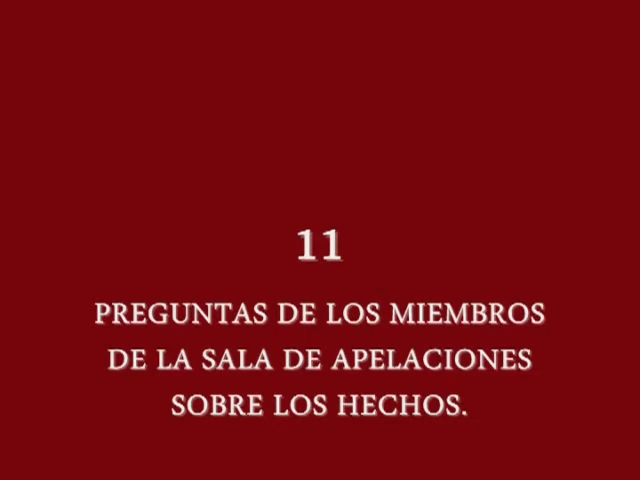 11
PREGUNTAS DE LOS MIEMBROS
DE LA SALA DE APELACIONES
SOBRE LOS HECHOS.